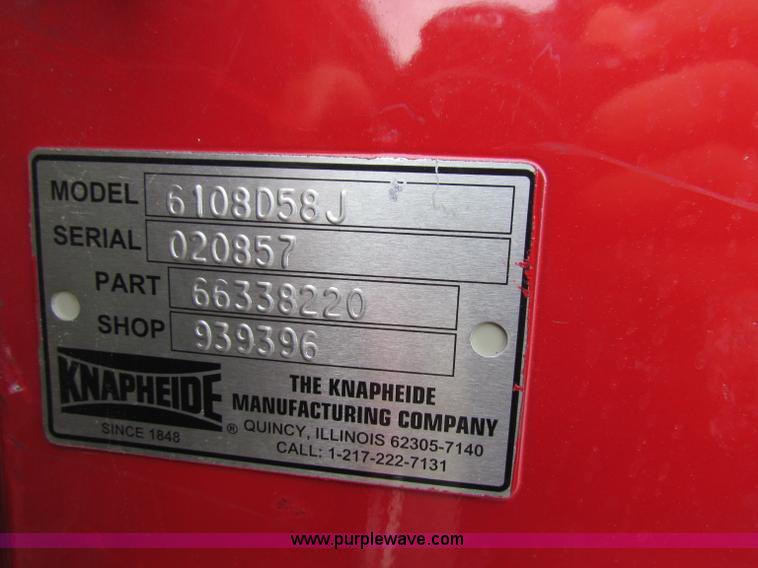 MODEL 6108D58J
SERIAL 020857
PART 66338220
SHOP 939396
KNAPHEIDE
SINCE 1848
®
THE KNAPHEIDE
MANUFACTURING COMPANY
QUINCY, ILLINOIS 62305-7140
CALL: 1-217-222-7131
www.purplewave.com